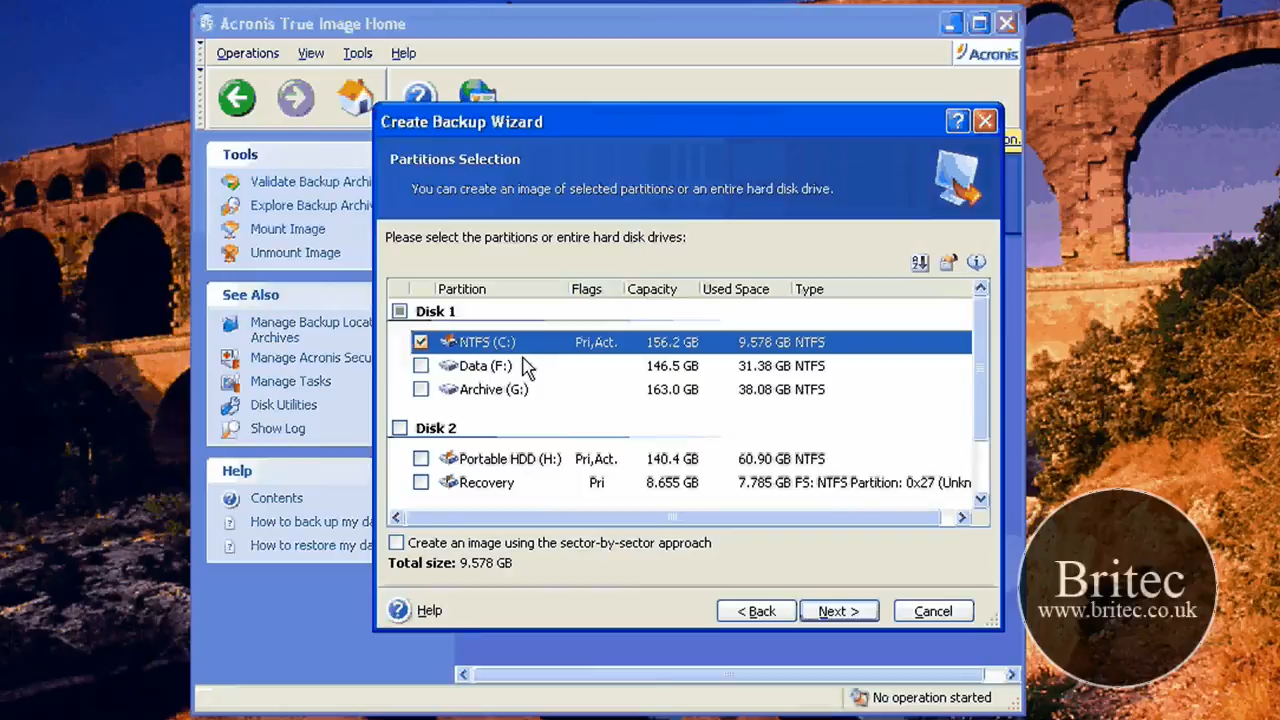 Acronis True Image Home
Operations View Tools Help
Acronis
Create Backup Wizard
Partitions Selection
You can create an image of selected partitions or an entire hard disk drive.
on.
Tools
Validate Backup Archi
Explore Backup Archi
Mount Image
Unmount Image
See Also
Manage Backup Locat
Archives
Manage Acronis Secu
Manage Tasks
Disk Utilities
Show Log
Help
Contents
How to back up my da
How to restore my da
Please select the partitions or entire hard disk drives:
Partition Flags Capacity Used Space Type
Disk 1
NTFS (C:) Pri,Act. 156.2 GB 9.578 GB NTFS
Data (F:) 146.5 GB 31.38 GB NTFS
Archive (G:) 163.0 GB 38.08 GB NTFS
Disk 2
Portable HDD (H:) Pri,Act. 140.4 GB 60.90 GB NTFS
Recovery Pri 8.655 GB 7.785 GB FS: NTFS Partition: 0x27 (Unkn
Create an image using the sector-by-sector approach
Total size: 9.578 GB
Help
< Back Next > Cancel
Britec
www.britec.co.uk
No operation started